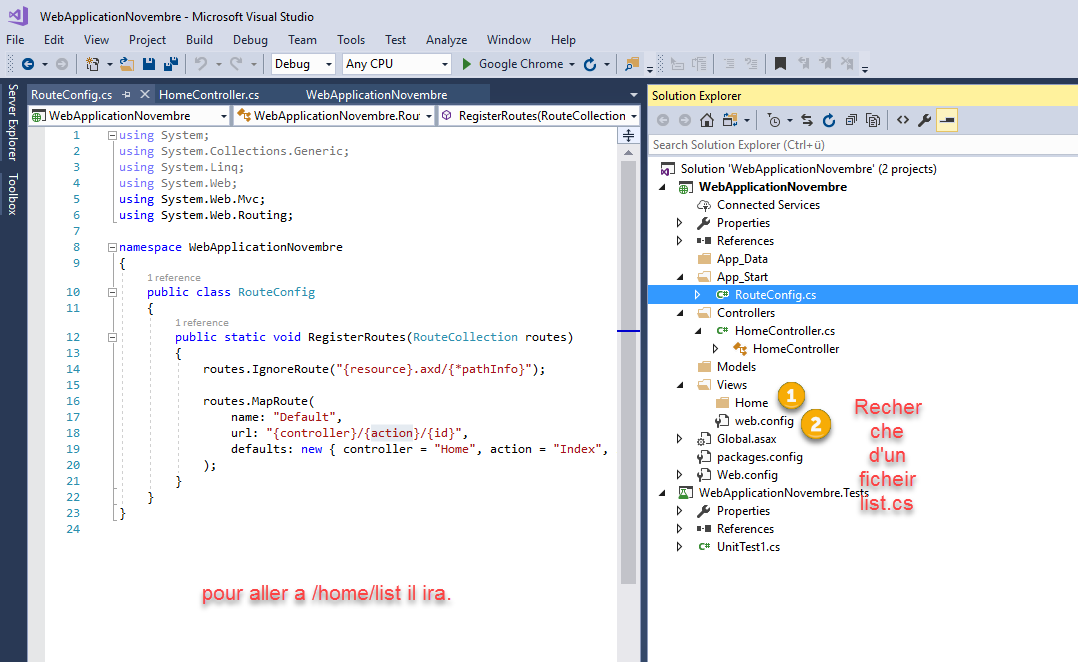 WebApplicationNovembre - Microsoft Visual Studio
File Edit View Project Build Debug Team Tools Test Analyze Window Help
Debug Any CPU Google Chrome
Server Explorer
Toolbox
RouteConfig.cs HomeController.cs WebApplicationNovembre
WebApplicationNovembre WebApplicationNovembre.Rou RegisterRoutes(RouteCollection
1 using System;
2 using System.Collections.Generic;
3 using System.Linq;
4 using System.Web;
5 using System.Web.Mvc;
6 using System.Web.Routing;
7
8 namespace WebApplicationNovembre
9 {
1 reference
10 public class RouteConfig
11 {
1 reference
12 public static void RegisterRoutes(RouteCollection routes)
13 {
14 routes.IgnoreRoute("{resource}.axd/{*pathInfo}");
15
16 routes.MapRoute(
17 name: "Default",
18 url: "{controller}/{action}/{id}",
19 defaults: new { controller = "Home", action = "Index",
20 );
21 }
22 }
23 }
24
pour aller a /home/list il ira.
Solution Explorer
Search Solution Explorer (Ctrl+ü)
Solution 'WebApplicationNovembre' (2 projects)
WebApplicationNovembre
Connected Services
Properties
References
App_Data
App_Start
RouteConfig.cs
Controllers
HomeController.cs
HomeController
Models
Views
Home 1
web.config 2
Global.asax
packages.config
Web.config
WebApplicationNovembre.Tests
Properties
References
UnitTest1.cs
Recher
che
d'un
ficheir
list.cs